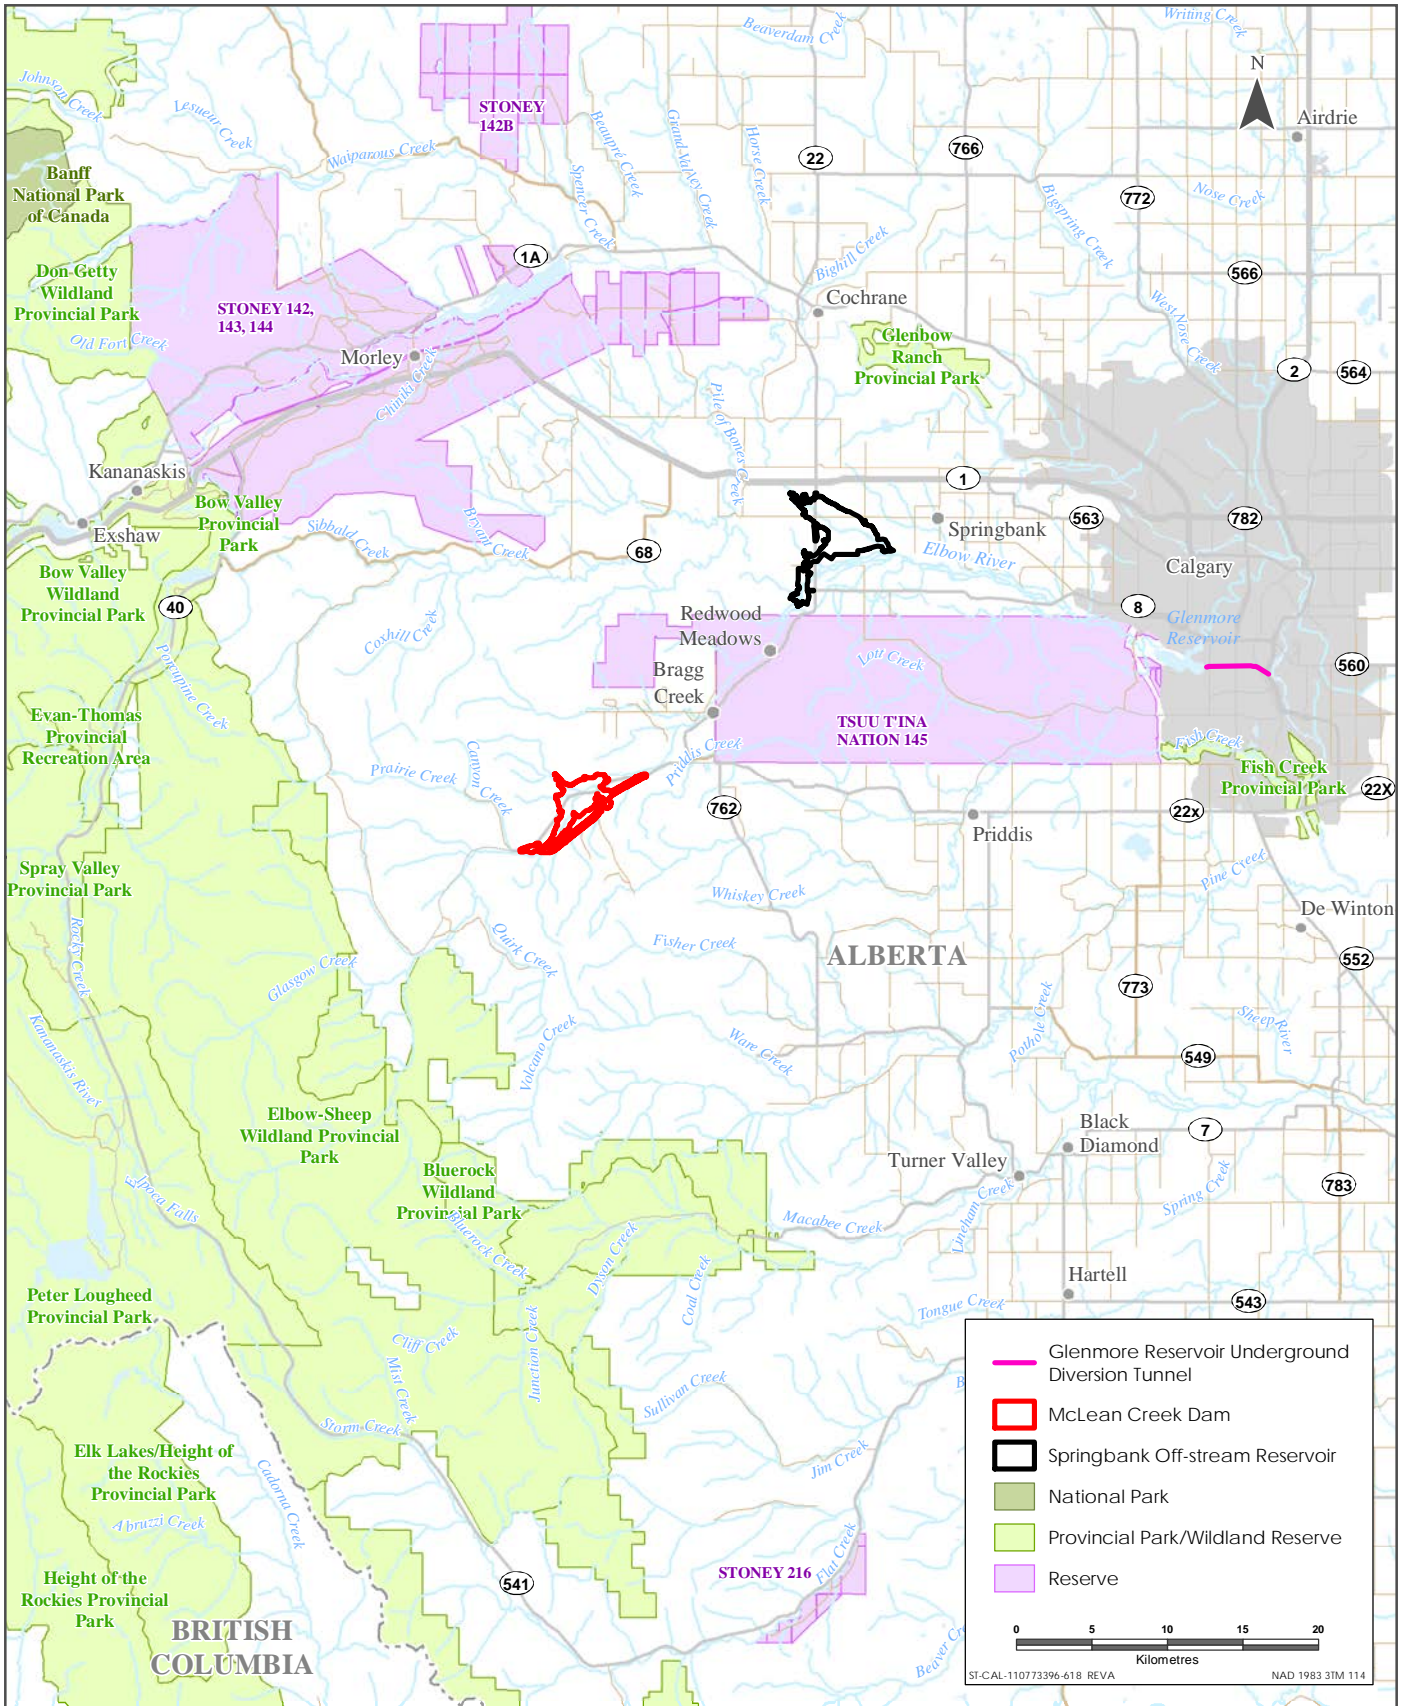 Writing Creek
Beaverdam Creek
N
Airdrie
Johnson Creek
Lesueur Creek
STONEY
142B
Beaupré Creek
Grand Valley Creek
Horse Creek
22
766
Waiparous Creek
Spencer Creek
Banff
National Park
of Canada
Bigspring Creek
772
Nose Creek
1A
Bighill Creek
566
Don Getty
Wildland
Provincial Park
STONEY 142,
143, 144
Cochrane
West Nose Creek
Old Fort Creek
Morley
Chiniki Creek
Glenbow
Ranch
Provincial Park
2
564
Pile of Bones Creek
Kananaskis
1
Bow Valley
Provincial
Park
Exshaw
Sibbald Creek
Bryant Creek
68
Springbank
563
782
Elbow River
Calgary
Bow Valley
Wildland
Provincial Park
40
8
Redwood
Meadows
Glenmore
Reservoir
Coxhill Creek
Porcupine Creek
Lott Creek
560
Bragg
Creek
Evan-Thomas
Provincial
Recreation Area
TSUU T'INA
NATION 145
Priddis Creek
Fish Creek
Prairie Creek
Canyon Creek
Fish Creek
Provincial Park
22X
762
22x
Priddis
Spray Valley
Provincial Park
Pine Creek
Whiskey Creek
De Winton
Rocky Creek
Quirk Creek
Fisher Creek
ALBERTA
552
Glasgow Creek
773
Kananaskis River
Volcano Creek
Ware Creek
Pothole Creek
Sheep River
549
Elbow-Sheep
Wildland Provincial
Park
Black
Diamond
7
Turner Valley
Bluerock
Wildland
Provincial Park
783
Elpoca Falls
Spring Creek
Lineham Creek
Macabee Creek
Bluerock Creek
Dyson Creek
Coal Creek
Hartell
Peter Lougheed
Provincial Park
543
Tongue Creek
Junction Creek
Cliff Creek
Mist Creek
Sullivan Creek
Storm Creek
Jim Creek
Elk Lakes/Height of
the Rockies
Provincial Park
Cadorna Creek
Abruzzi Creek
STONEY 216
Flat Creek
541
Height of the
Rockies Provincial
Park
BRITISH
COLUMBIA
Beaver Cre
B
Glenmore Reservoir Underground
Diversion Tunnel
McLean Creek Dam
Springbank Off-stream Reservoir
National Park
Provincial Park/Wildland Reserve
Reserve
0 5 10 15 20
Kilometres
ST-CAL-110773396-618 REVA
NAD 1983 3TM 114